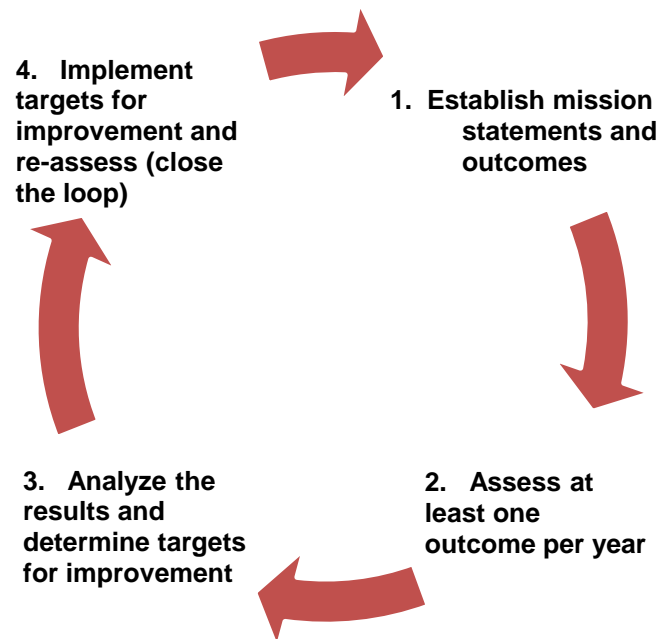 1. Establish mission
statements and
outcomes
2. Assess at
least one
outcome per year
3. Analyze the
results and
determine targets
for improvement
4. Implement
targets for
improvement and
re-assess (close
the loop)